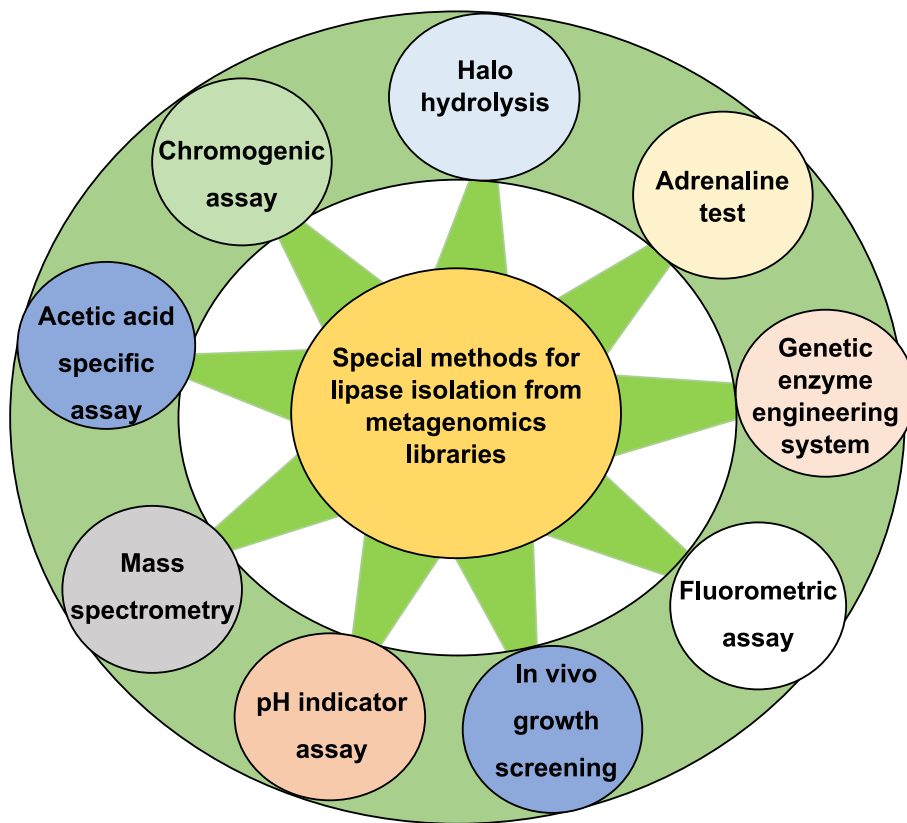 Halo
hydrolysis
Adrenaline
test
Genetic
enzyme
engineering
system
Fluorometric
assay
In vivo
growth
screening
pH indicator
assay
Mass
spectrometry
Acetic acid
specific
assay
Chromogenic
assay
Special methods for
lipase isolation from
metagenomics
libraries